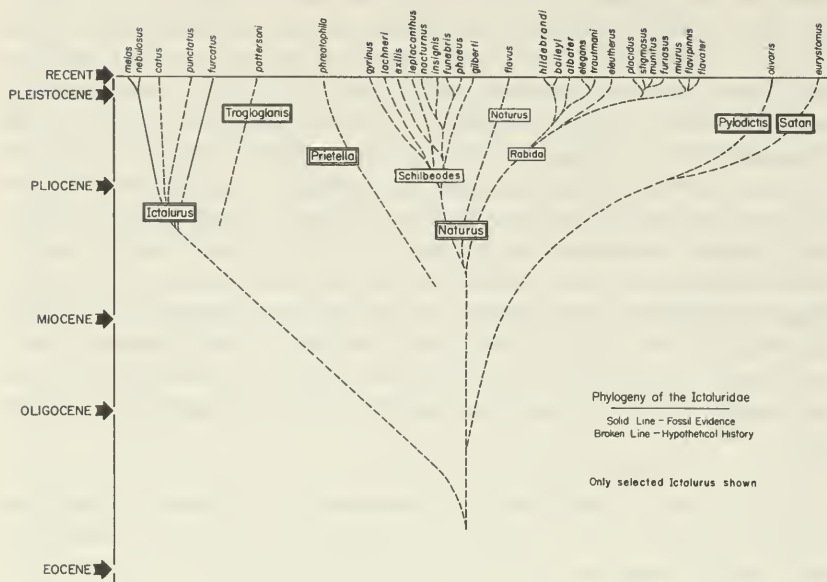 melas
nebulosus
catus
punctatus
furcatus
pattersoni
phreatophila
gyrinus
lachneri
exilis
leptacanthus
nocturnus
insignis
funebris
phaeus
gilberti
flavus
hildebrandi
baileyi
albater
elegans
trautmani
eleutherus
placidus
stigmosus
munitus
furiosus
miurus
flavipinnis
flavater
olivaris
eurystomus
RECENT
PLEISTOCENE
Trogloglanis
Noturus
Pylodictis
Satan
Prietella
Rabida
Schilbeodes
PLIOCENE
Ictalurus
Noturus
MIOCENE
Phylogeny of the Ictaluridae
Solid Line – Fossil Evidence
Broken Line – Hypothetical History
OLIGOCENE
Only selected Ictalurus shown
EOCENE